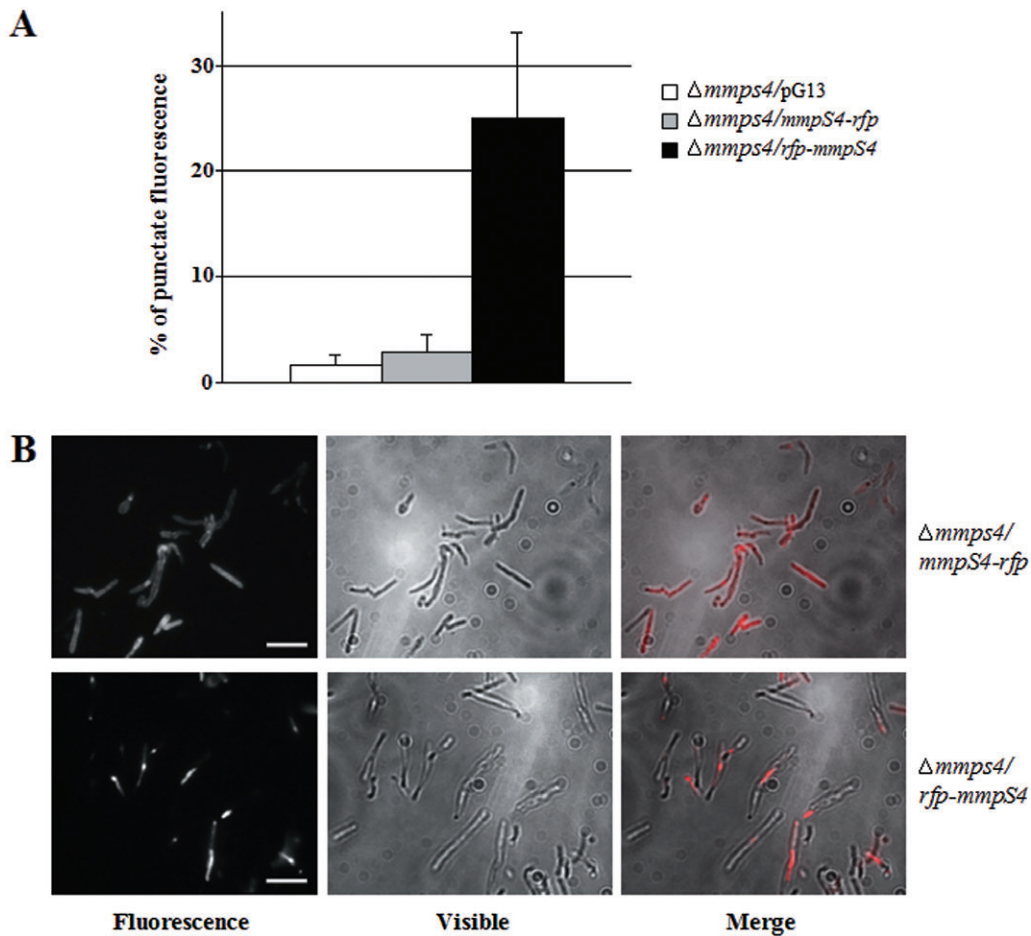 A
% of punctate fluorescence
30
20
10
0
Δmmps4/pG13
Δmmps4/mmpS4-rfp
Δmmps4/rfp-mmpS4
B
Δmmps4/
mmpS4-rfp
Δmmps4/
rfp-mmpS4
Fluorescence
Visible
Merge